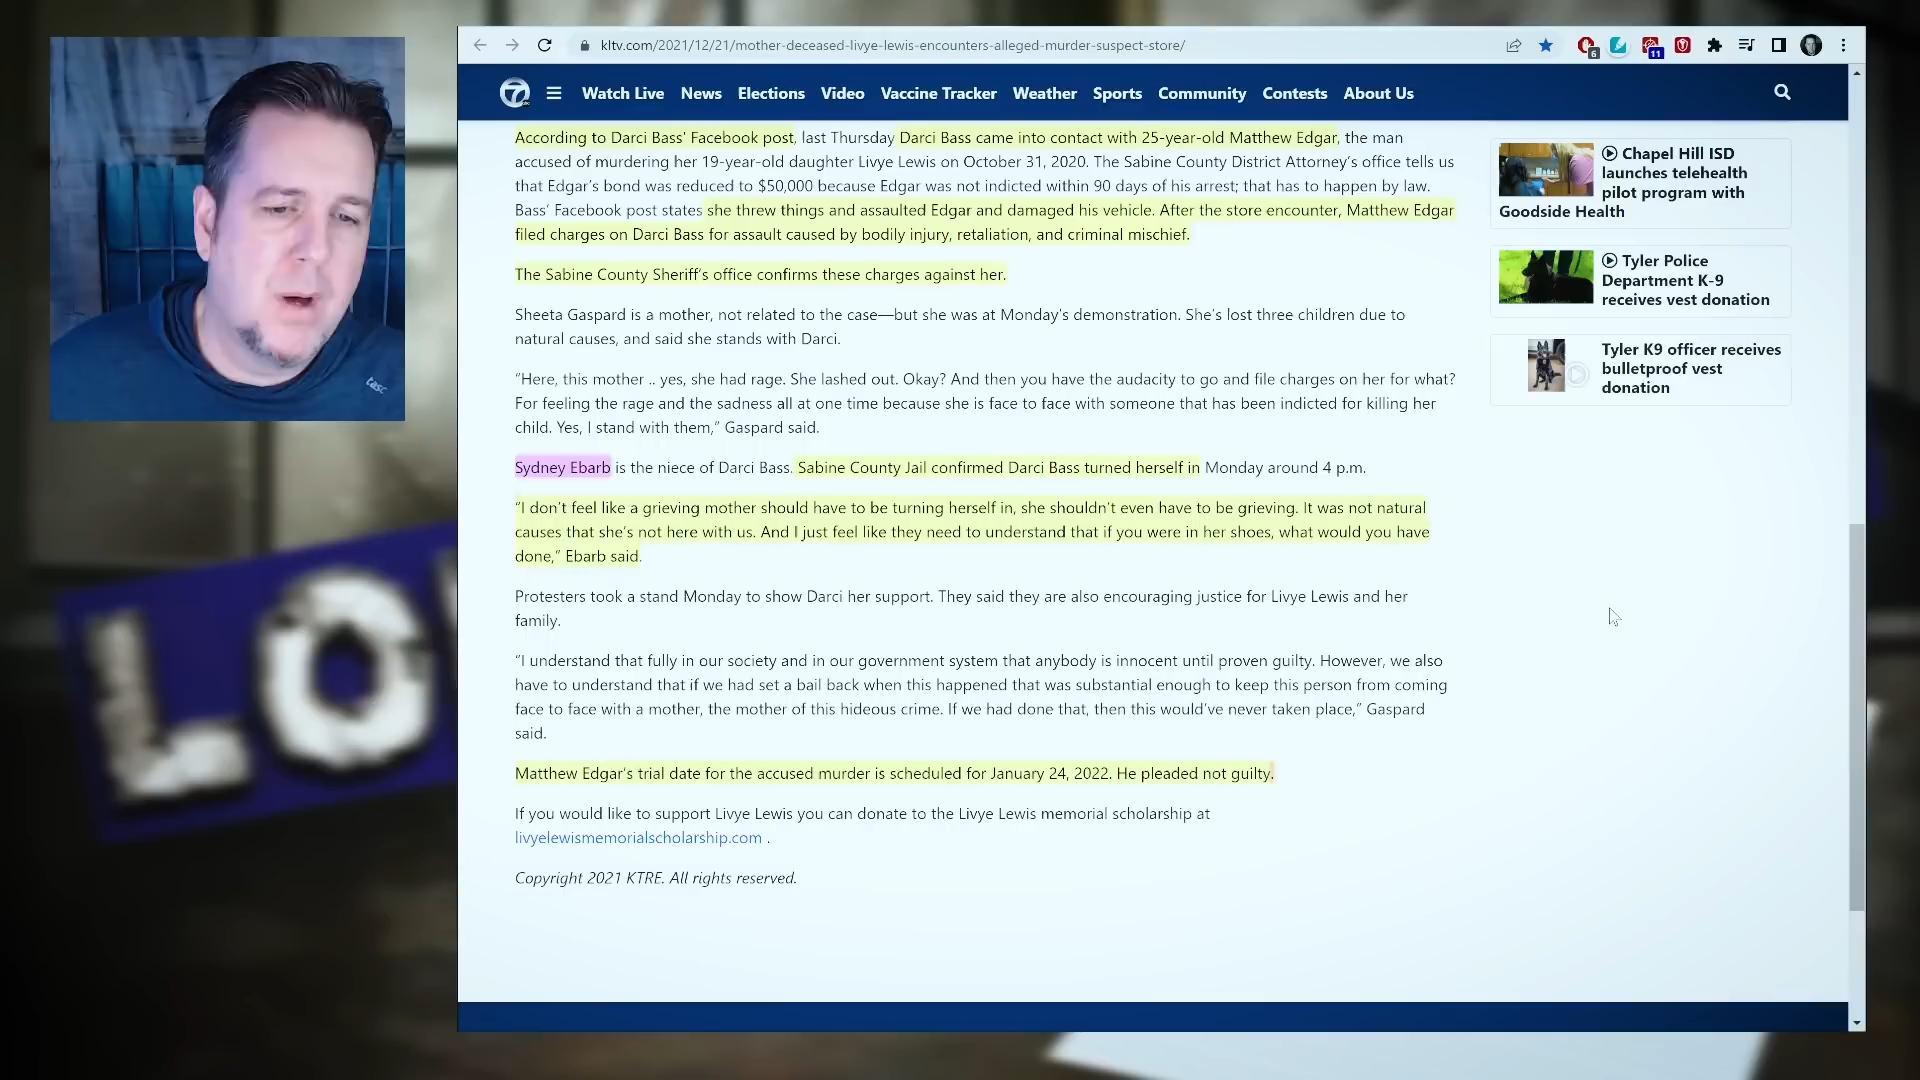 kltv.com/2021/12/21/mother-deceased-livye-lewis-encounters-alleged-murder-suspect-store/
6
11
7
Watch Live News Elections Video Vaccine Tracker Weather Sports Community Contests About Us
According to Darci Bass' Facebook post, last Thursday Darci Bass came into contact with 25-year-old Matthew Edgar, the man
accused of murdering her 19-year-old daughter Livye Lewis on October 31, 2020. The Sabine County District Attorney's office tells us
that Edgar's bond was reduced to $50,000 because Edgar was not indicted within 90 days of his arrest; that has to happen by law.
Bass' Facebook post states she threw things and assaulted Edgar and damaged his vehicle. After the store encounter, Matthew Edgar
filed charges on Darci Bass for assault caused by bodily injury, retaliation, and criminal mischief.
The Sabine County Sheriff's office confirms these charges against her.
Sheeta Gaspard is a mother, not related to the case—but she was at Monday's demonstration. She's lost three children due to
natural causes, and said she stands with Darci.
"Here, this mother .. yes, she had rage. She lashed out. Okay? And then you have the audacity to go and file charges on her for what?
For feeling the rage and the sadness all at one time because she is face to face with someone that has been indicted for killing her
child. Yes, I stand with them," Gaspard said.
Sydney Ebarb is the niece of Darci Bass. Sabine County Jail confirmed Darci Bass turned herself in Monday around 4 p.m.
"I don't feel like a grieving mother should have to be turning herself in, she shouldn't even have to be grieving. It was not natural
causes that she's not here with us. And I just feel like they need to understand that if you were in her shoes, what would you have
done," Ebarb said.
Protesters took a stand Monday to show Darci her support. They said they are also encouraging justice for Livye Lewis and her
family.
"I understand that fully in our society and in our government system that anybody is innocent until proven guilty. However, we also
have to understand that if we had set a bail back when this happened that was substantial enough to keep this person from coming
face to face with a mother, the mother of this hideous crime. If we had done that, then this would've never taken place," Gaspard
said.
Matthew Edgar's trial date for the accused murder is scheduled for January 24, 2022. He pleaded not guilty.
If you would like to support Livye Lewis you can donate to the Livye Lewis memorial scholarship at
livyelewismemorialscholarship.com .
Copyright 2021 KTRE. All rights reserved.
Chapel Hill ISD
launches telehealth
pilot program with
Goodside Health
Tyler Police
Department K-9
receives vest donation
Tyler K9 officer receives
bulletproof vest
donation
tasc
LO